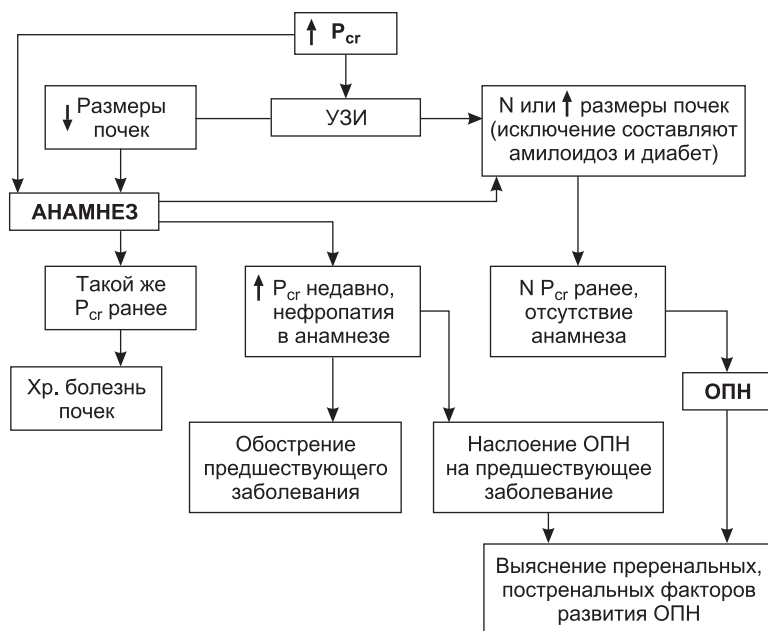 ↑ Pcr
↓ Размеры
почек
УЗИ
N или ↑ размеры почек
(исключение составляют
амилоидоз и диабет)
АНАМНЕЗ
Такой же
Pcr ранее
↑ Pcr недавно,
нефропатия
в анамнезе
N Pcr ранее,
отсутствие
анамнеза
Хр. болезнь
почек
ОПН
Обострение
предшествующего
заболевания
Наслоение ОПН
на предшествующее
заболевание
Выяснение преренальных,
постренальных факторов
развития ОПН